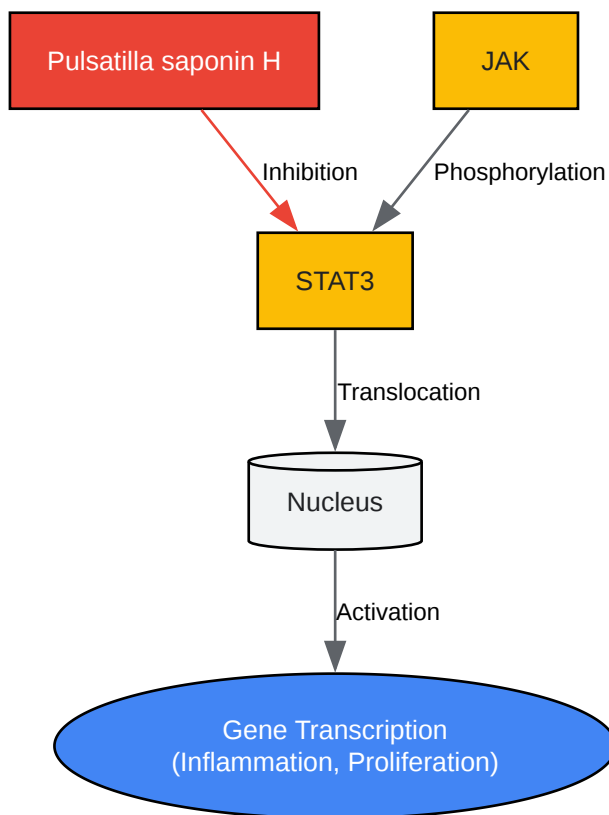 Pulsatilla saponin H
JAK
Inhibition
Phosphorylation
STAT3
Translocation
Nucleus
Activation
Gene Transcription
(Inflammation, Proliferation)